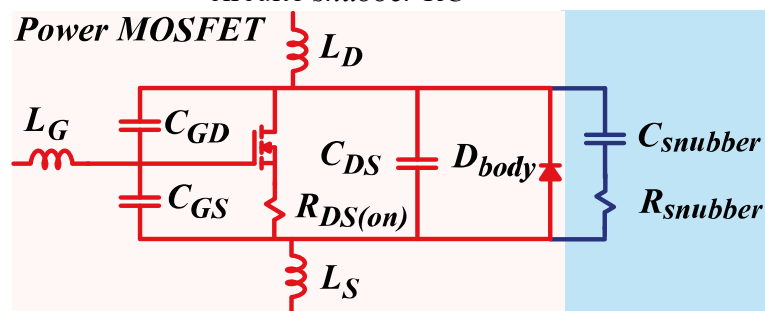 Power MOSFET
L_D
L_G
C_GD
C_DS
D_body
C_snubber
C_GS
R_DS(on)
R_snubber
L_S